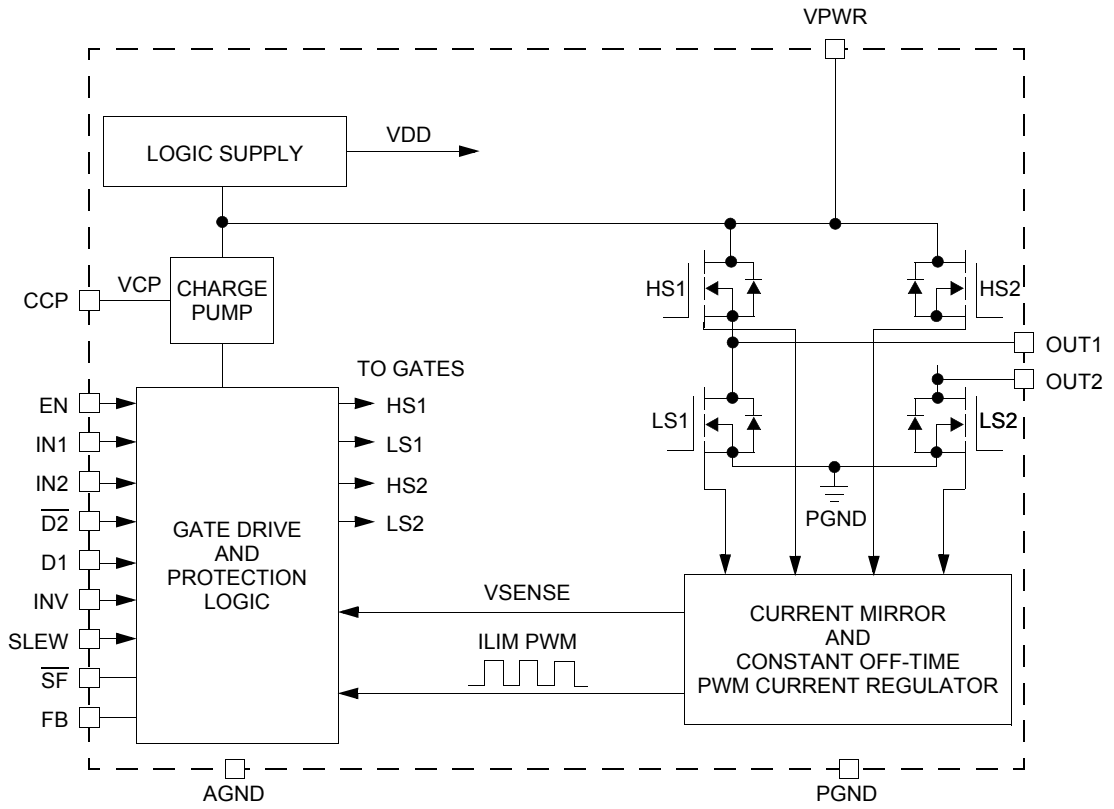 VPWR
LOGIC SUPPLY
VDD
VCP
CHARGE
PUMP
CCP
HS1
HS2
OUT1
OUT2
TO GATES
EN
HS1
IN1
LS1
IN2
HS2
D2
LS2
D1
INV
SLEW
SF
FB
GATE DRIVE
AND
PROTECTION
LOGIC
LS1
LS2
PGND
VSENSE
ILIM PWM
CURRENT MIRROR
AND
CONSTANT OFF-TIME
PWM CURRENT REGULATOR
AGND
PGND